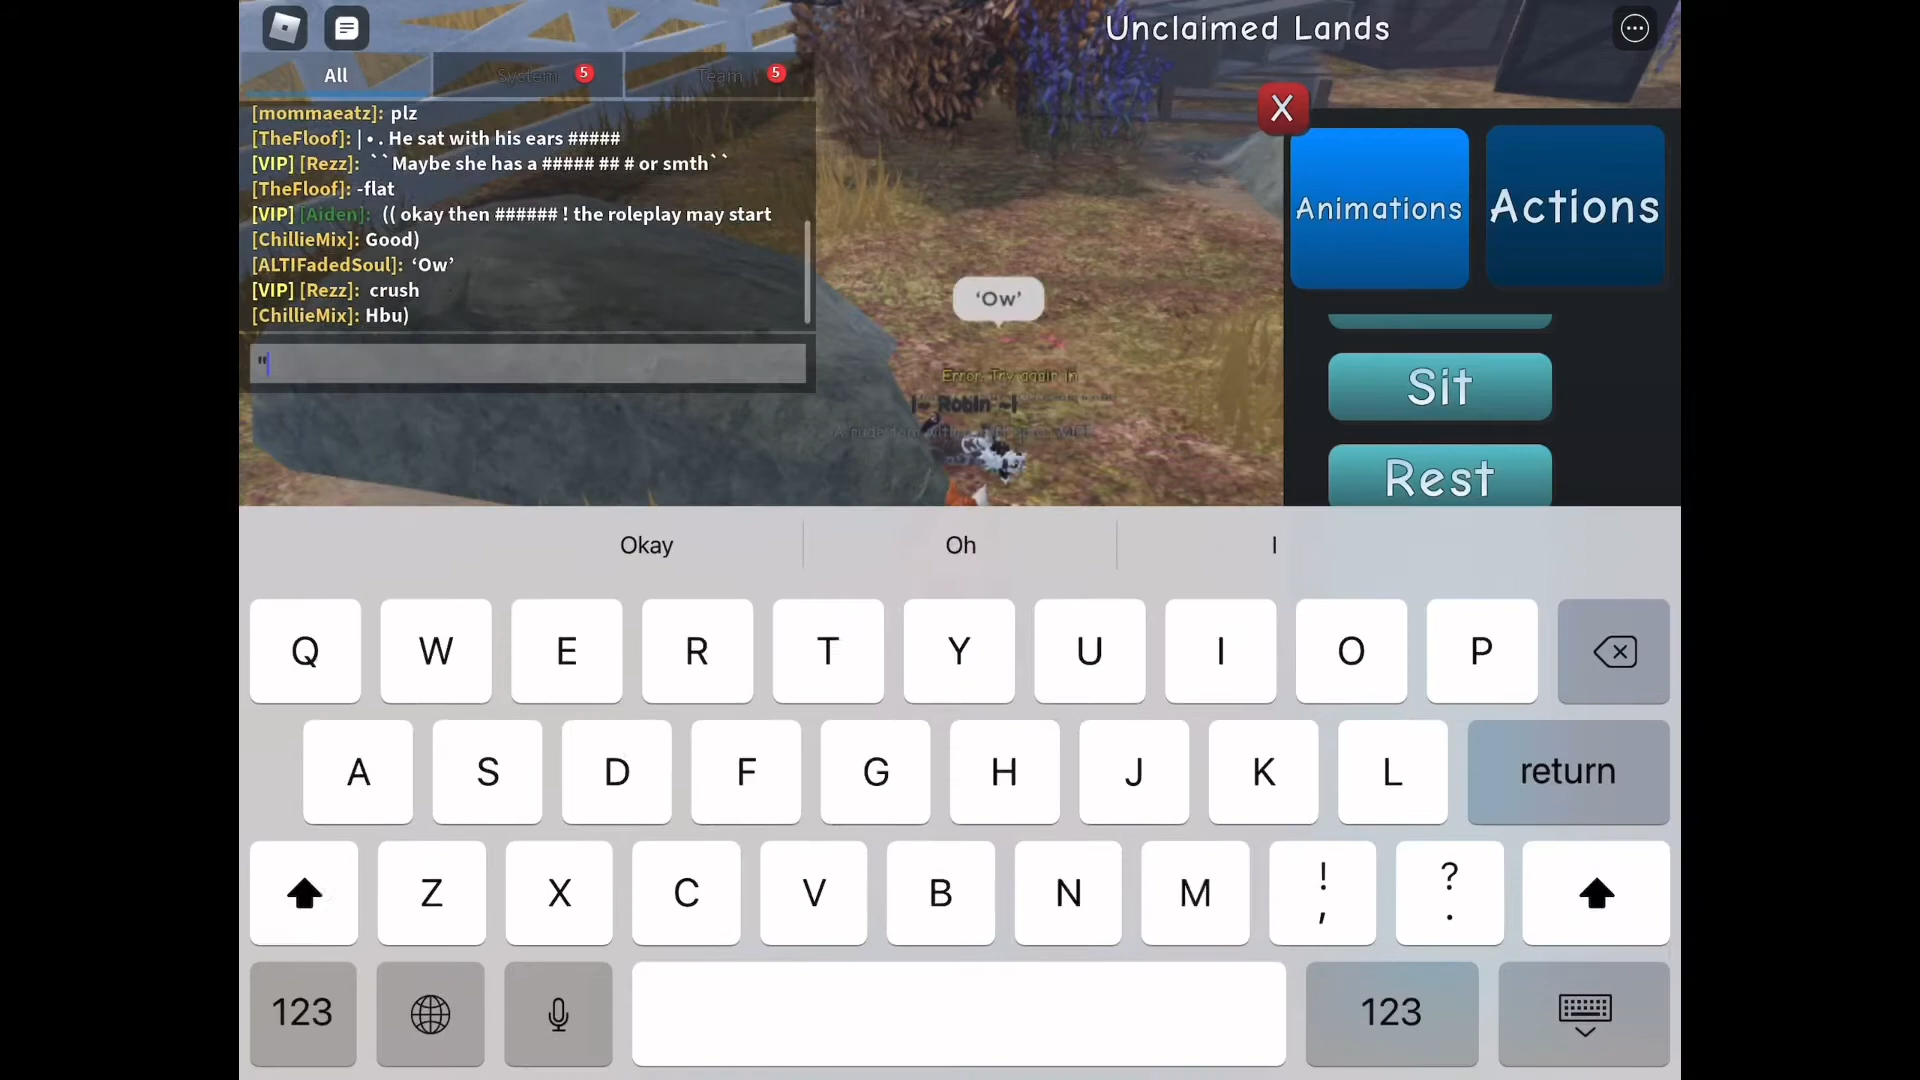 Unclaimed Lands
All
System 5
Team 5
[mommaeatz]: plz
[TheFloof]: |• . He sat with his ears #####
[VIP] [Rezz]: ``Maybe she has a ##### ## # or smth``
[TheFloof]: -flat
[VIP] [Aiden]: (( okay then ###### ! the roleplay may start
[ChillieMix]: Good)
[ALTIFadedSoul]: ‘Ow’
[VIP] [Rezz]: crush
[ChillieMix]: Hbu)
"
X
Animations
Actions
Sit
Rest
‘Ow’
Error. Try again in
|~ Robin ~|
Okay
Oh
I
Q W E R T Y U I O P
A S D F G H J K L return
Z X C V B N M ! , ? .
123
123